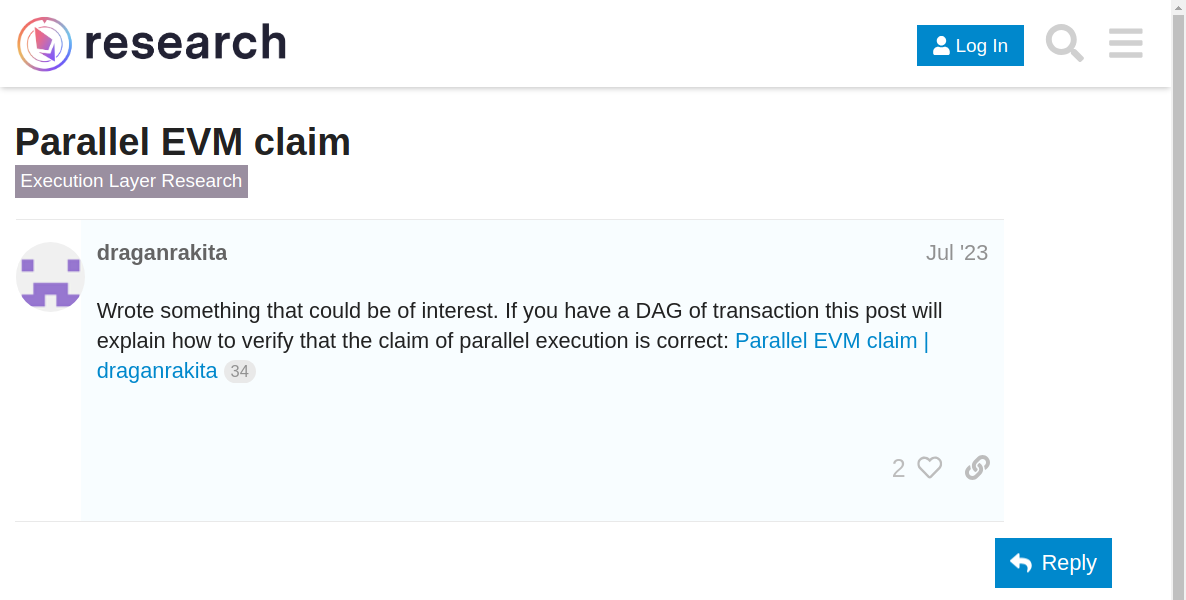 research
Log In
Parallel EVM claim
Execution Layer Research
draganrakita
Jul '23
Wrote something that could be of interest. If you have a DAG of transaction this post will
explain how to verify that the claim of parallel execution is correct: Parallel EVM claim |
draganrakita 34
2
Reply